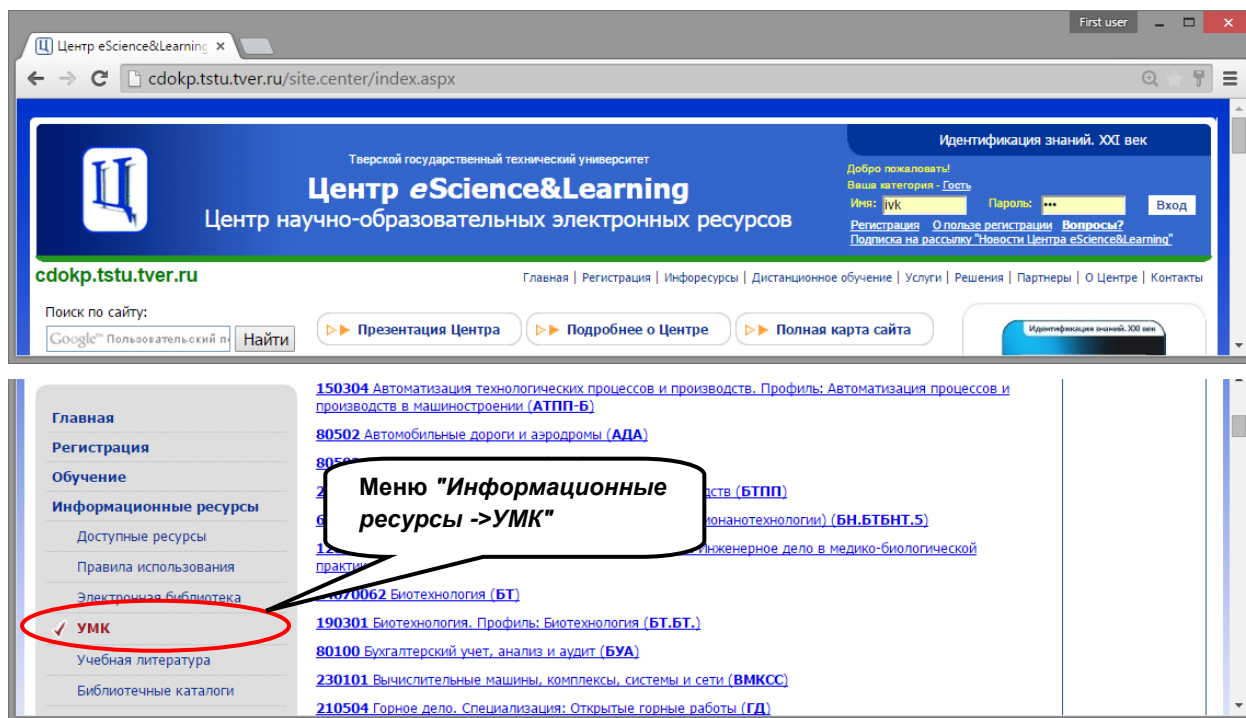 First user
Центр eScience&Learning
cdokp.tstu.tver.ru/site.center/index.aspx
Ц
Идентификация знаний. XXI век
Тверской государственный технический университет
Центр eScience&Learning
Центр научно-образовательных электронных ресурсов
Добро пожаловать!
Ваша категория - Гость
Имя: ivk Пароль: ••• Вход
Регистрация О пользе регистрации Вопросы?
Подписка на рассылку "Новости Центра eScience&Learning"
cdokp.tstu.tver.ru
Главная | Регистрация | Инфоресурсы | Дистанционное обучение | Услуги | Решения | Партнеры | О Центре | Контакты
Поиск по сайту:
Google™ Пользовательский п Найти
Презентация Центра Подробнее о Центре Полная карта сайта
Идентификация знаний. XXI век
Главная
Регистрация
Обучение
Информационные ресурсы
Доступные ресурсы
Правила использования
Электронная библиотека
УМК
Учебная литература
Библиотечные каталоги
150304 Автоматизация технологических процессов и производств. Профиль: Автоматизация процессов и
производств в машиностроении (АТПП-Б)
80502 Автомобильные дороги и аэродромы (АДА)
Меню "Информационные
ресурсы ->УМК"
(БТПП)
(БН.БТБНТ.5)
Инженерное дело в медико-биологической
Биотехнология (БТ)
190301 Биотехнология. Профиль: Биотехнология (БТ.БТ.)
80100 Бухгалтерский учет, анализ и аудит (БУА)
230101 Вычислительные машины, комплексы, системы и сети (ВМКСС)
210504 Горное дело. Специализация: Открытые горные работы (ГД)